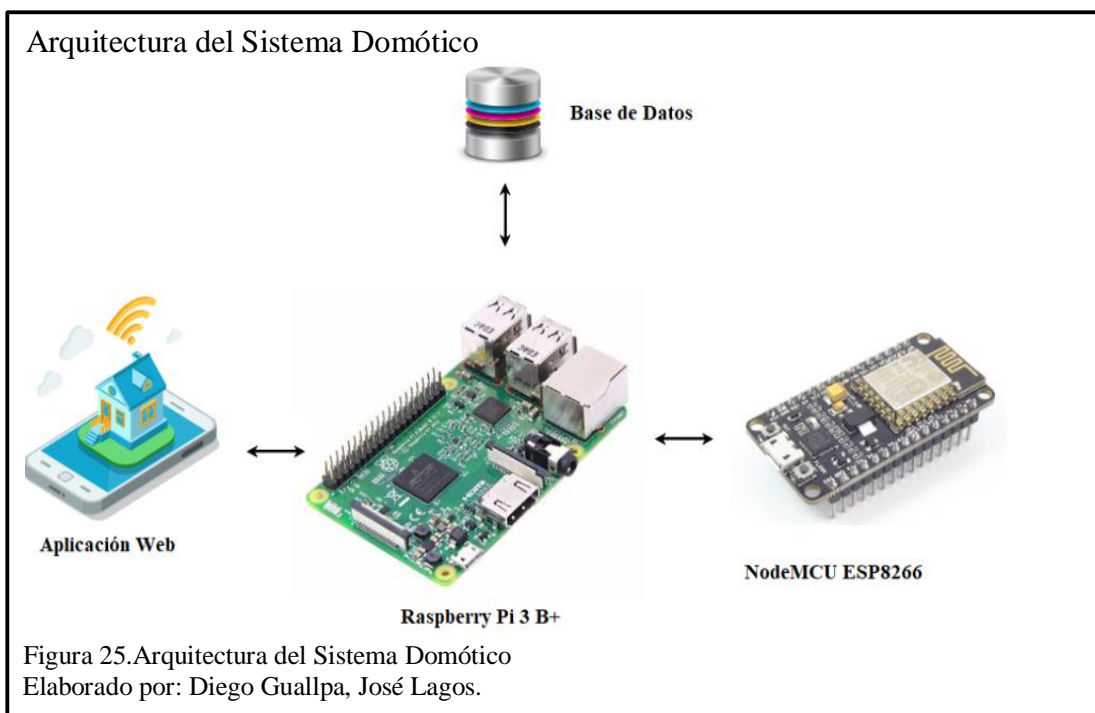 Arquitectura del Sistema Domótico
Base de Datos
Aplicación Web
NodeMCU ESP8266
Raspberry Pi 3 B+
Figura 25.Arquitectura del Sistema Domótico
Elaborado por: Diego Guallpa, José Lagos.